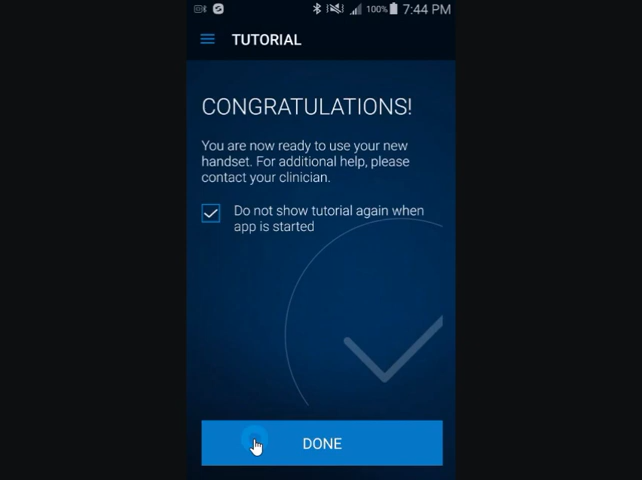 100% 7:44 PM
TUTORIAL
CONGRATULATIONS!
You are now ready to use your new
handset. For additional help, please
contact your clinician.
Do not show tutorial again when
app is started
DONE